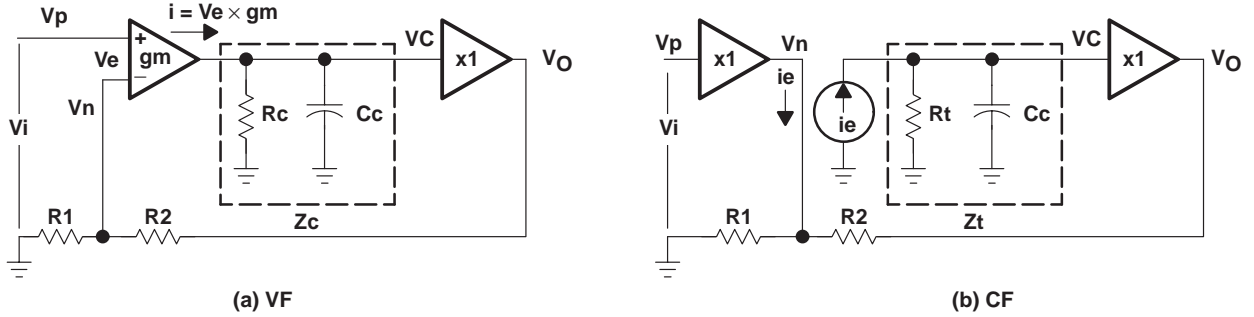 Vp
i = Ve × gm
+
Ve
gm
−
Vn
Vi
VC
x1
VO
Rc
Cc
R1
R2
Zc
(a) VF
Vp
x1
Vn
ie
Vi
ie
VC
x1
VO
Rt
Cc
R1
R2
Zt
(b) CF